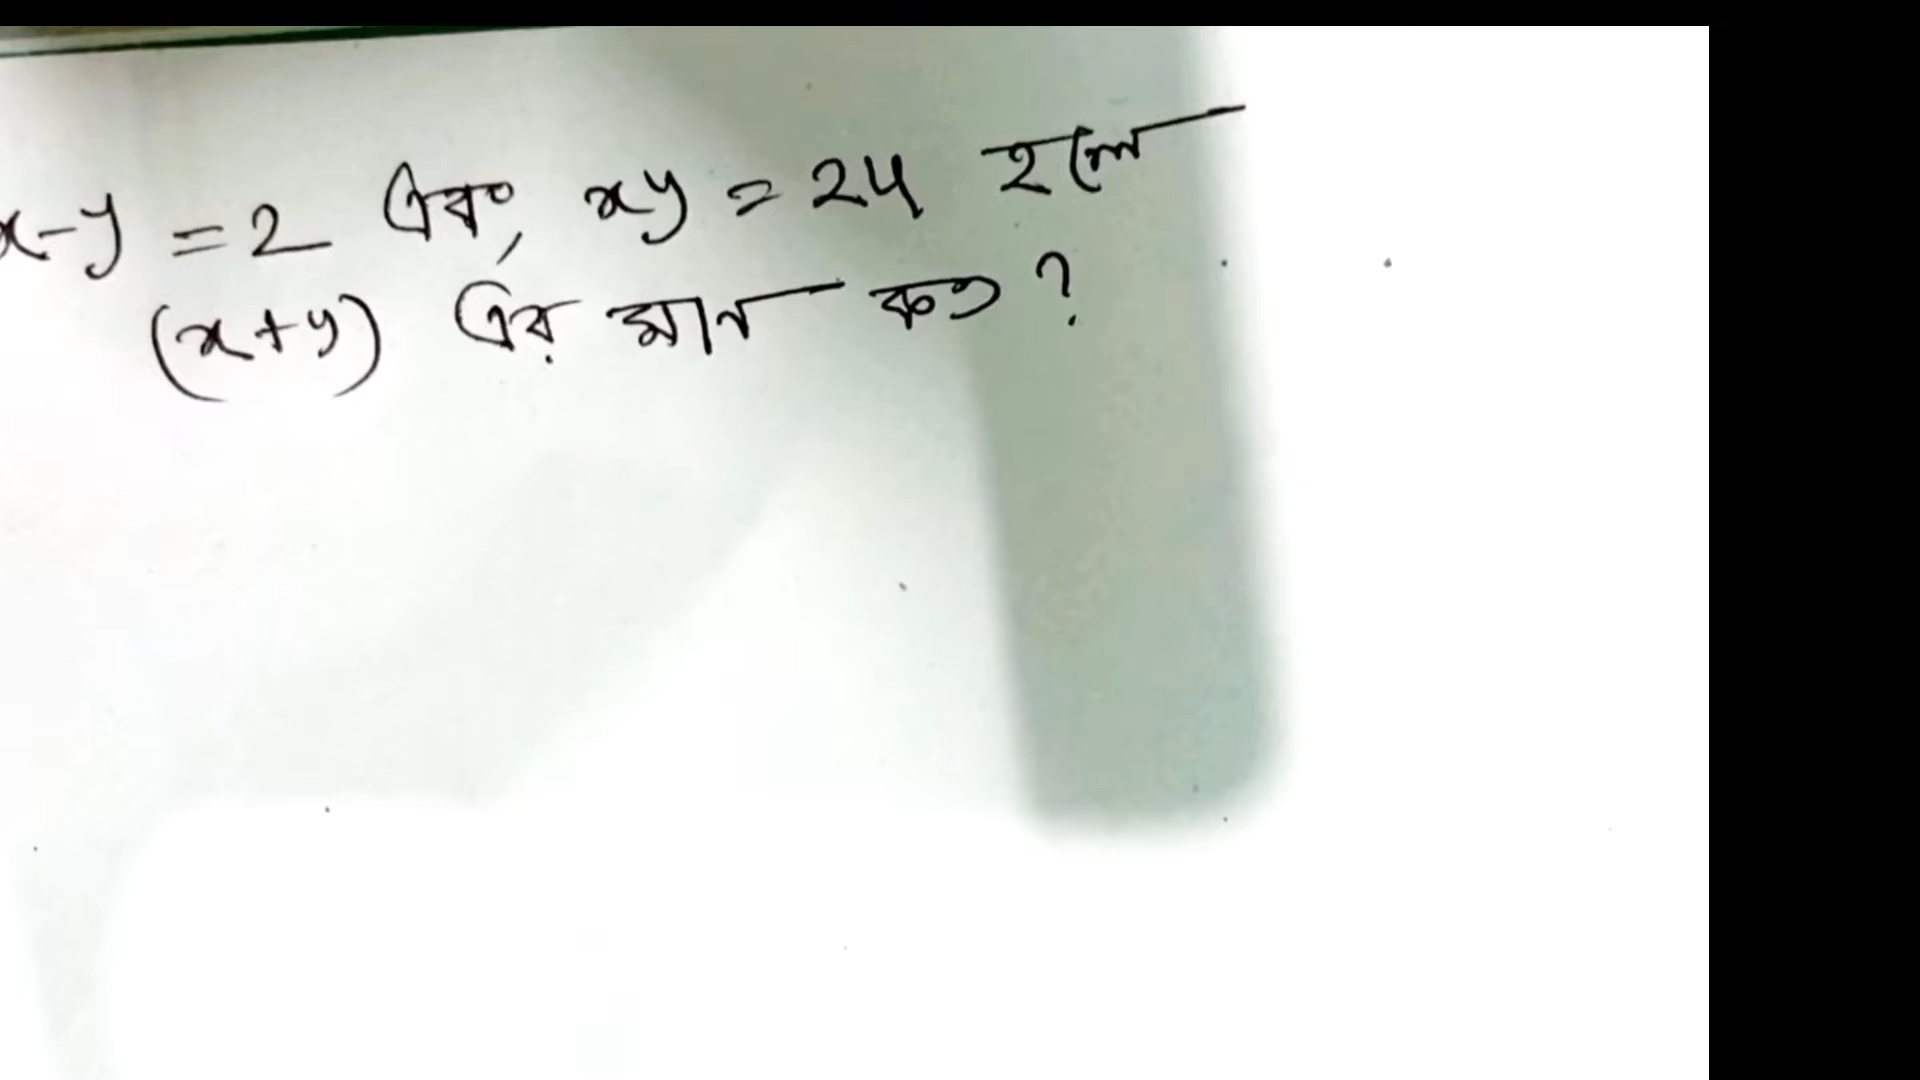 x-y = 2 এবং, xy = 24 হলে
(x+y) এর মান কত ?